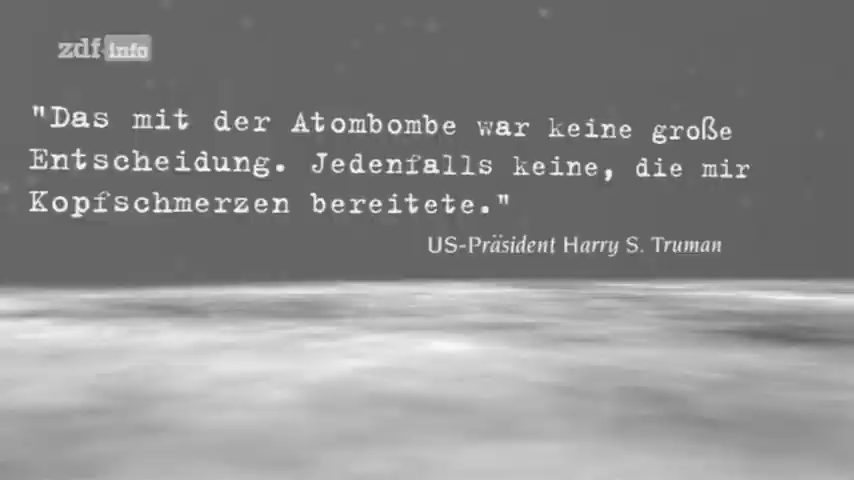 zdf info
"Das mit der Atombombe war keine große
Entscheidung. Jedenfalls keine, die mir
Kopfschmerzen bereitete."
US-Präsident Harry S. Truman